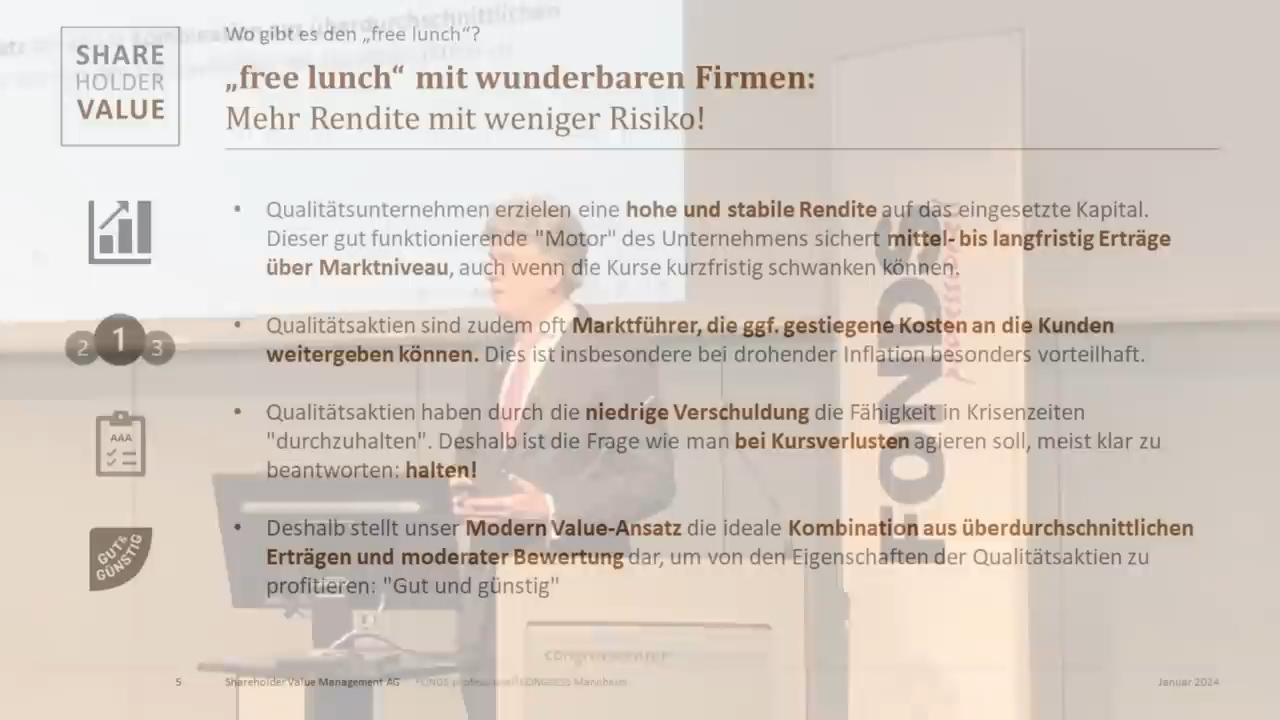 Wo gibt es den „free lunch“?
SHARE
HOLDER
VALUE
„free lunch“ mit wunderbaren Firmen:
Mehr Rendite mit weniger Risiko!
• Qualitätsunternehmen erzielen eine hohe und stabile Rendite auf das eingesetzte Kapital.
Dieser gut funktionierende "Motor" des Unternehmens sichert mittel- bis langfristig Erträge
über Marktniveau, auch wenn die Kurse kurzfristig schwanken können.
2 1 3
• Qualitätsaktien sind zudem oft Marktführer, die ggf. gestiegene Kosten an die Kunden
weitergeben können. Dies ist insbesondere bei drohender Inflation besonders vorteilhaft.
AAA
• Qualitätsaktien haben durch die niedrige Verschuldung die Fähigkeit in Krisenzeiten
"durchzuhalten". Deshalb ist die Frage wie man bei Kursverlusten agieren soll, meist klar zu
beantworten: halten!
GUT &
GÜNSTIG
• Deshalb stellt unser Modern Value-Ansatz die ideale Kombination aus überdurchschnittlichen
Erträgen und moderater Bewertung dar, um von den Eigenschaften der Qualitätsaktien zu
profitieren: "Gut und günstig"
FONDS
5 Shareholder Value Management AG FONDS professionell KONGRESS Mannheim Januar 2024